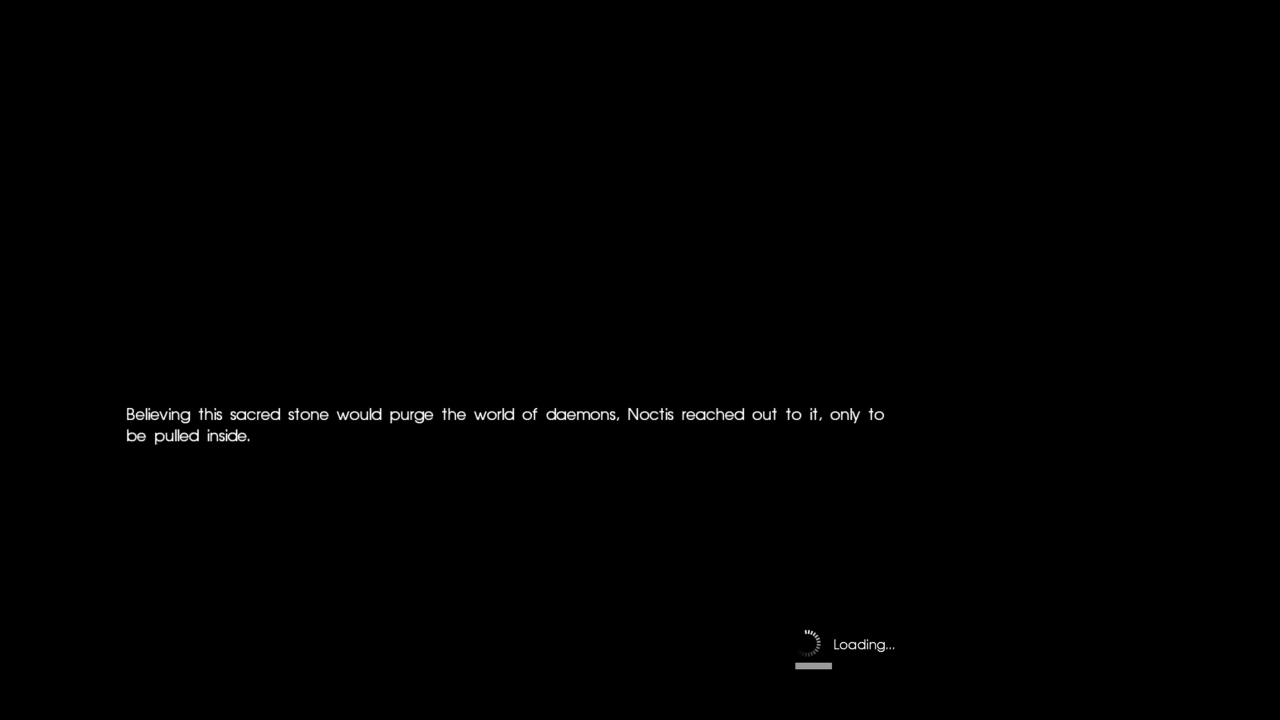 Believing this sacred stone would purge the world of daemons, Noctis reached out to it, only to
be pulled inside.
Loading...